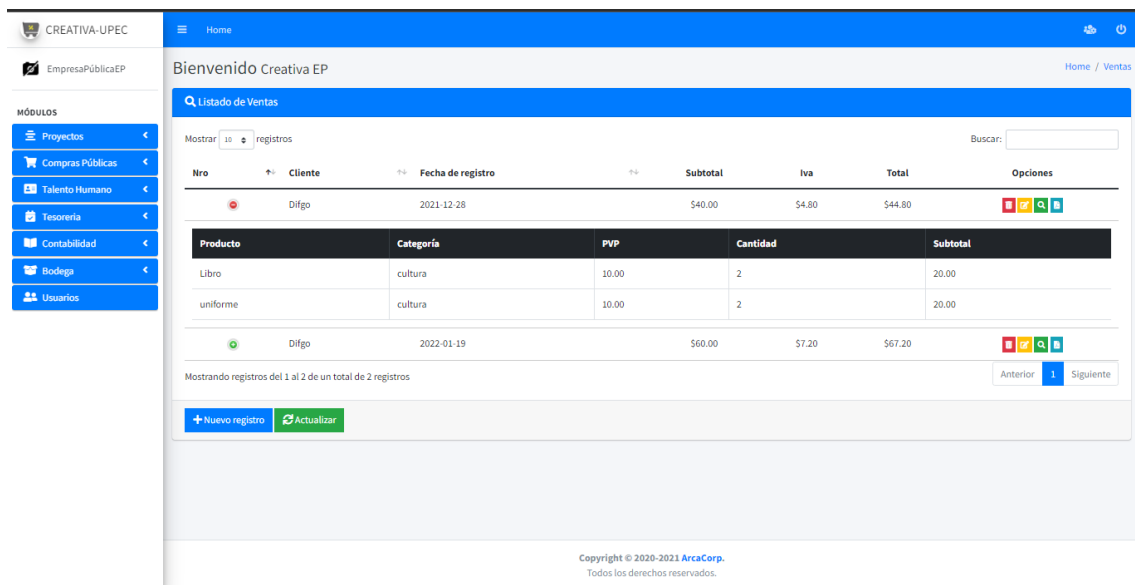 CREATIVA-UPEC
Home
EmpresaPúblicaEP
Bienvenido Creativa EP
Home / Ventas
MÓDULOS
Proyectos
Compras Públicas
Talento Humano
Tesoreria
Contabilidad
Bodega
Usuarios
Listado de Ventas
Mostrar 10 registros
Buscar:
Nro Cliente Fecha de registro Subtotal Iva Total Opciones
Difgo 2021-12-28 $40.00 $4.80 $44.80
Producto Categoría PVP Cantidad Subtotal
Libro cultura 10.00 2 20.00
uniforme cultura 10.00 2 20.00
Difgo 2022-01-19 $60.00 $7.20 $67.20
Mostrando registros del 1 al 2 de un total de 2 registros
Anterior 1 Siguiente
Nuevo registro Actualizar
Copyright © 2020-2021 ArcaCorp.
Todos los derechos reservados.